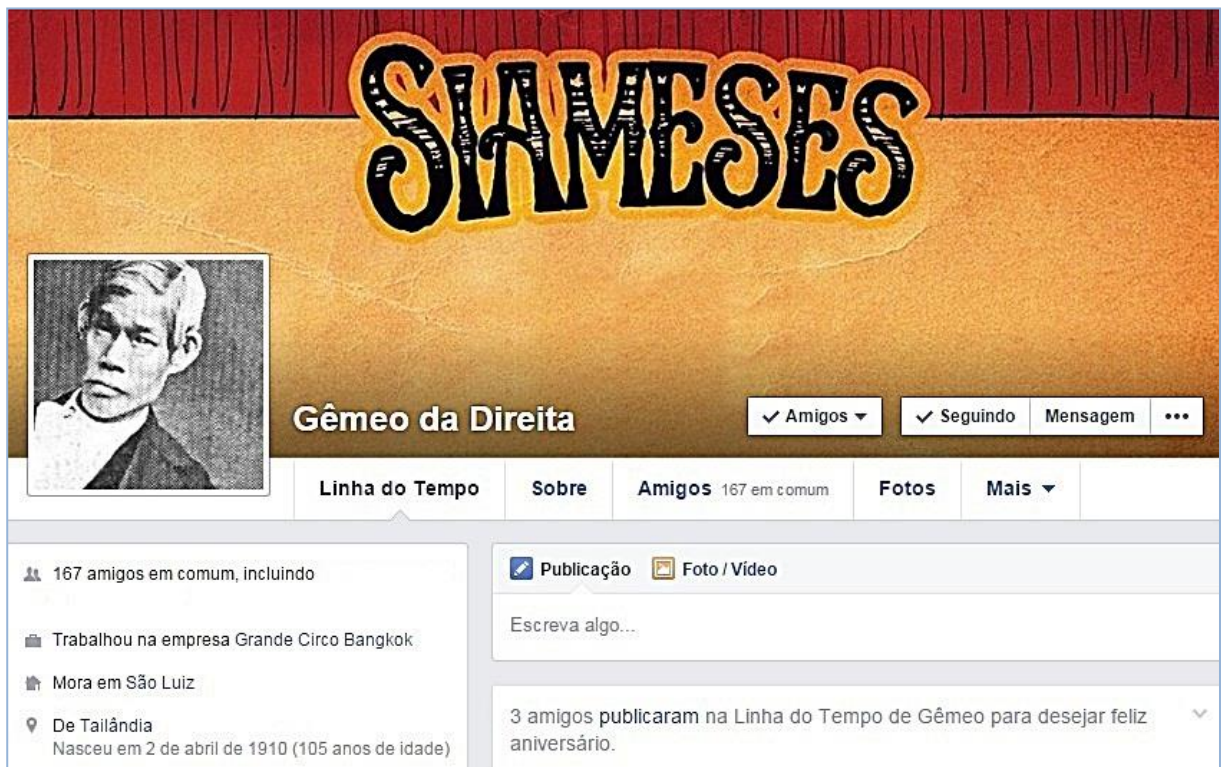 SIAMESES
Gêmeo da Direita
Amigos
Seguindo
Mensagem
Linha do Tempo
Sobre
Amigos 167 em comum
Fotos
Mais
167 amigos em comum, incluindo
Trabalhou na empresa Grande Circo Bangkok
Mora em São Luiz
De Tailândia
Nasceu em 2 de abril de 1910 (105 anos de idade)
Publicação
Foto / Vídeo
Escreva algo...
3 amigos publicaram na Linha do Tempo de Gêmeo para desejar feliz
aniversário.